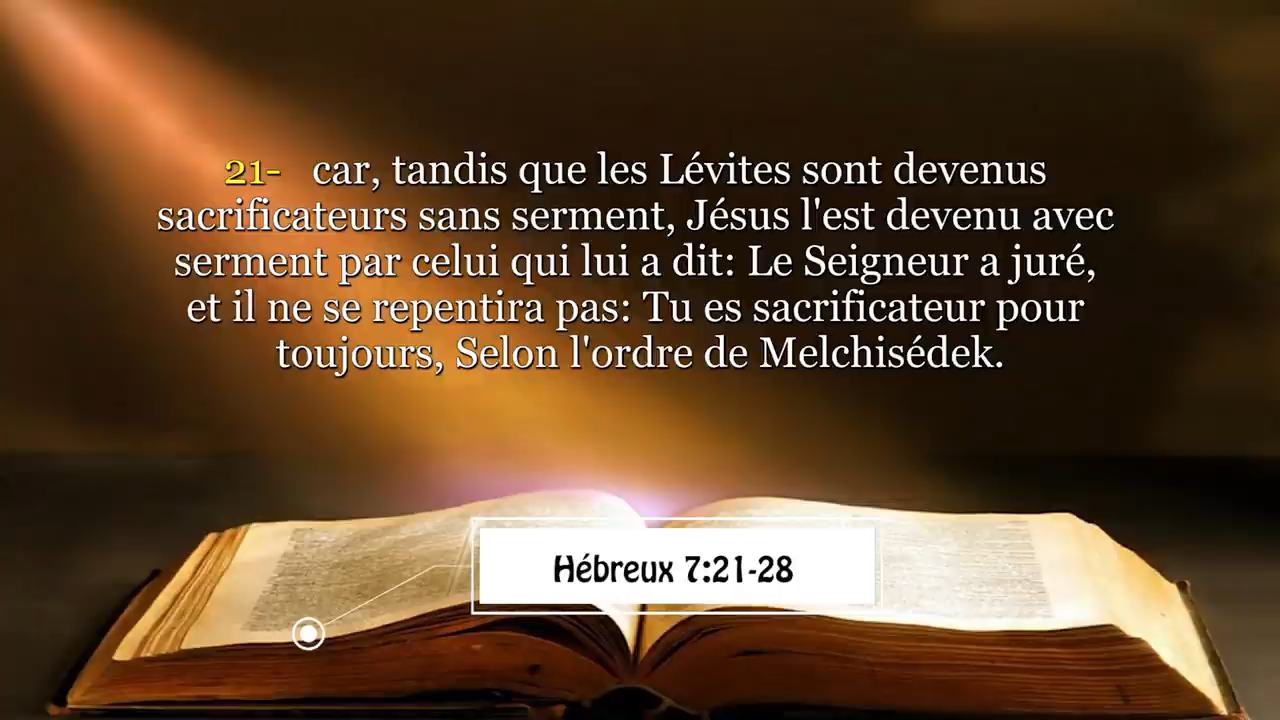 21- car, tandis que les Lévites sont devenus
sacrificateurs sans serment, Jésus l'est devenu avec
serment par celui qui lui a dit: Le Seigneur a juré,
et il ne se repentira pas: Tu es sacrificateur pour
toujours, Selon l'ordre de Melchisédek.
Hébreux 7:21-28